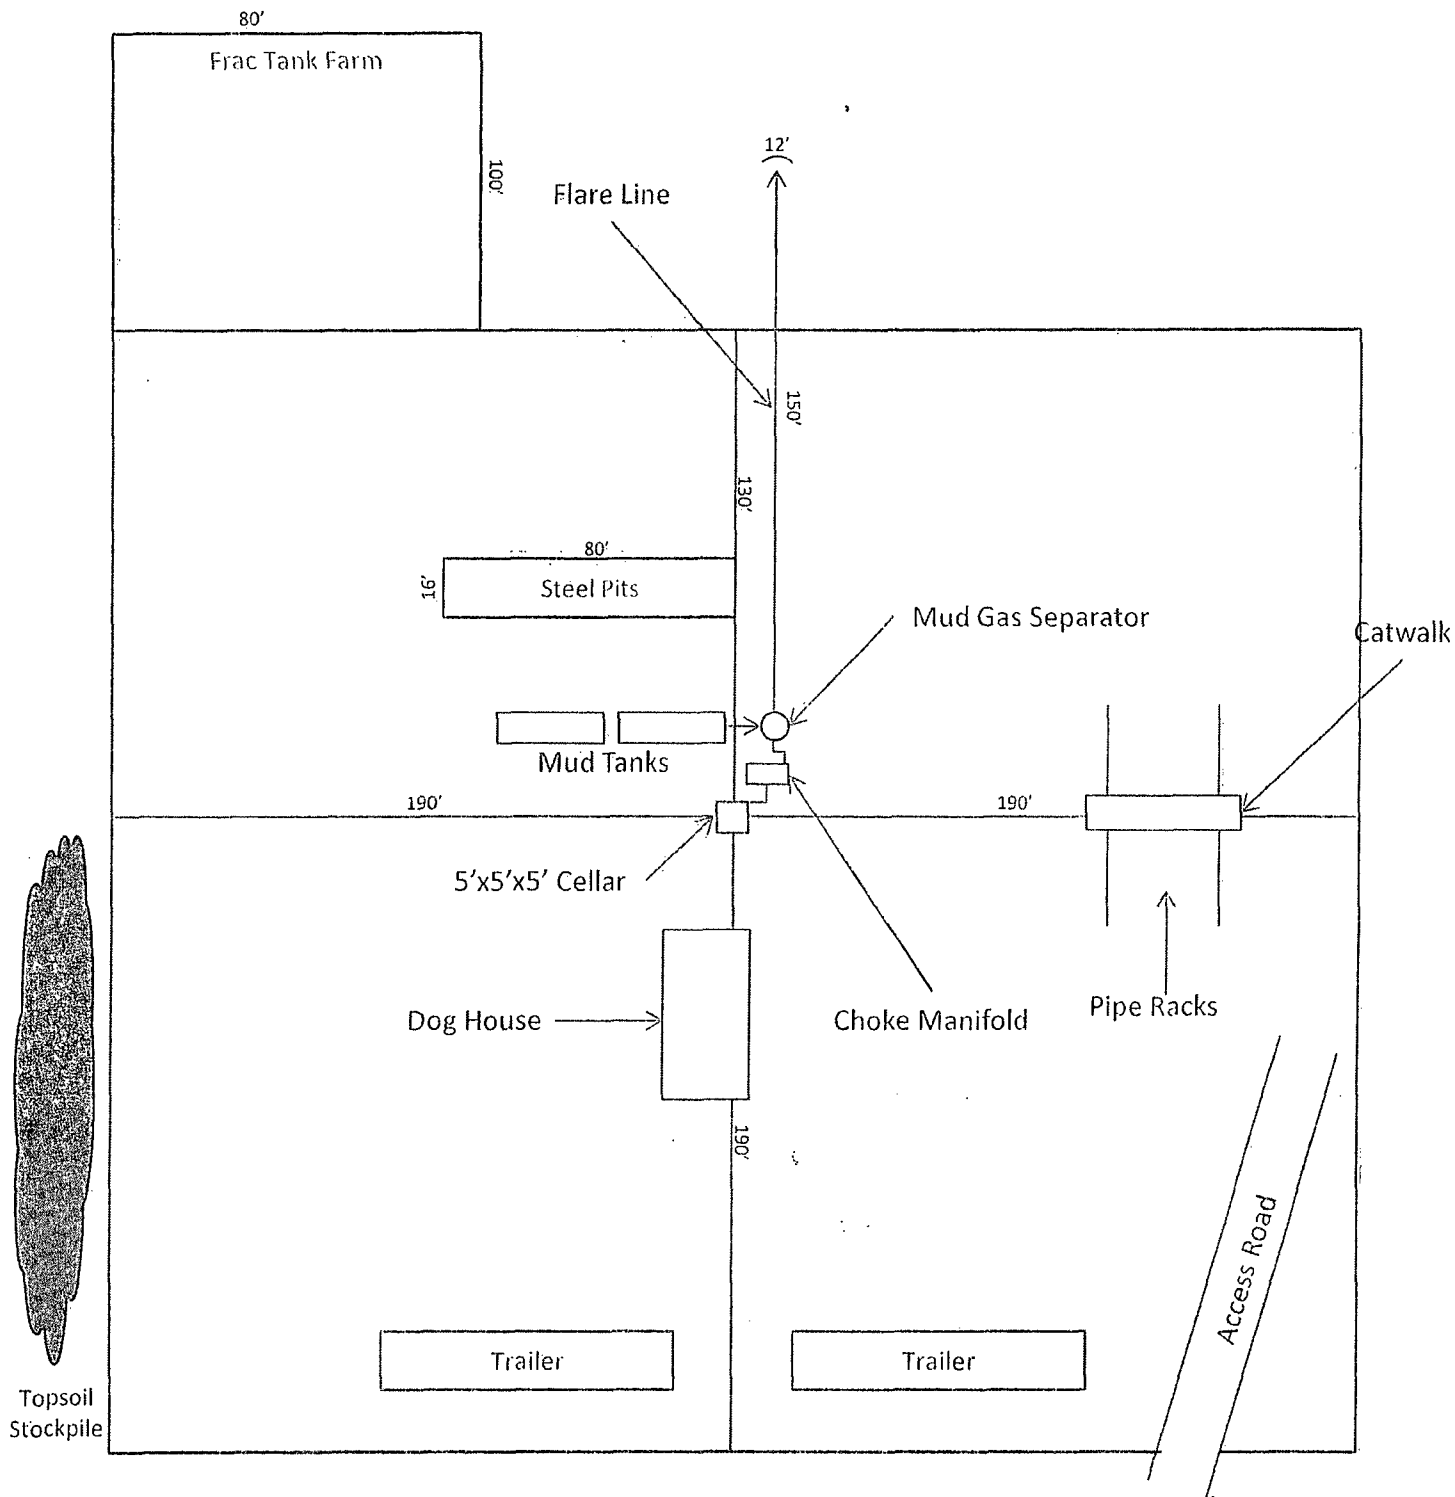 80'
Frac Tank Farm
100'
12'
Flare Line
150'
130'
80'
16'
Steel Pits
Mud Gas Separator
Catwalk
Mud Tanks
190'
190'
5'x5'x5' Cellar
Dog House
Choke Manifold
Pipe Racks
190'
Access Road
Trailer
Trailer
Topsoil
Stockpile